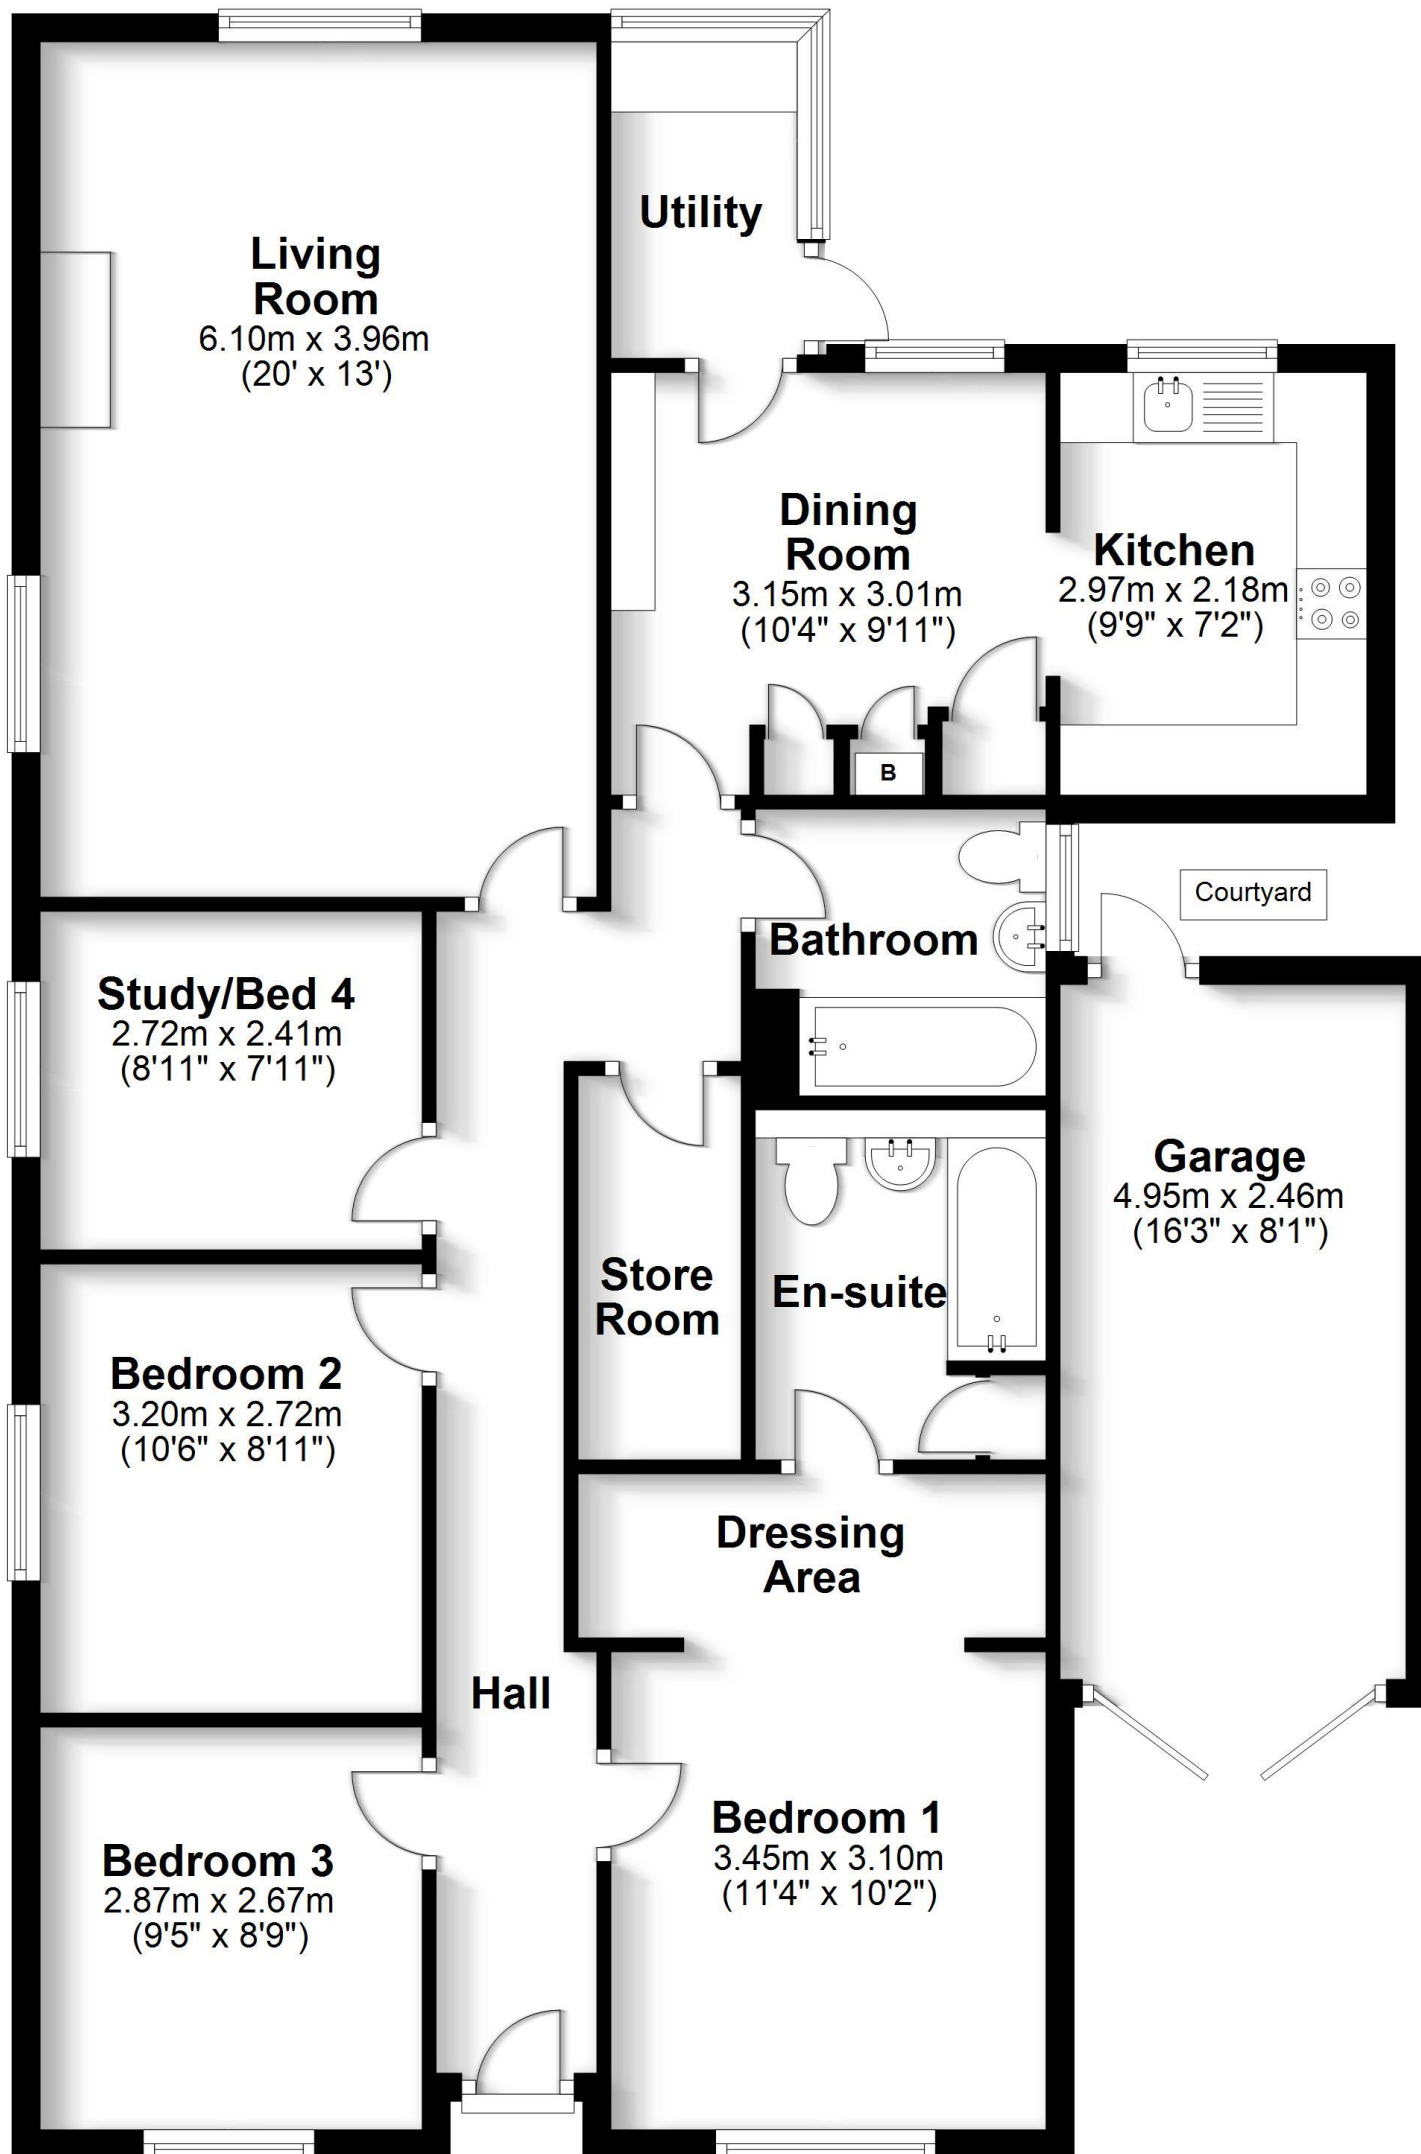 Utility
Living
Room
6.10m x 3.96m
(20' x 13')
Dining
Room
3.15m x 3.01m
(10'4" x 9'11")
Kitchen
2.97m x 2.18m
(9'9" x 7'2")
B
Courtyard
Bathroom
Study/Bed 4
2.72m x 2.41m
(8'11" x 7'11")
Garage
4.95m x 2.46m
(16'3" x 8'1")
Store
Room
En-suite
Bedroom 2
3.20m x 2.72m
(10'6" x 8'11")
Dressing
Area
Hall
Bedroom 1
3.45m x 3.10m
(11'4" x 10'2")
Bedroom 3
2.87m x 2.67m
(9'5" x 8'9")